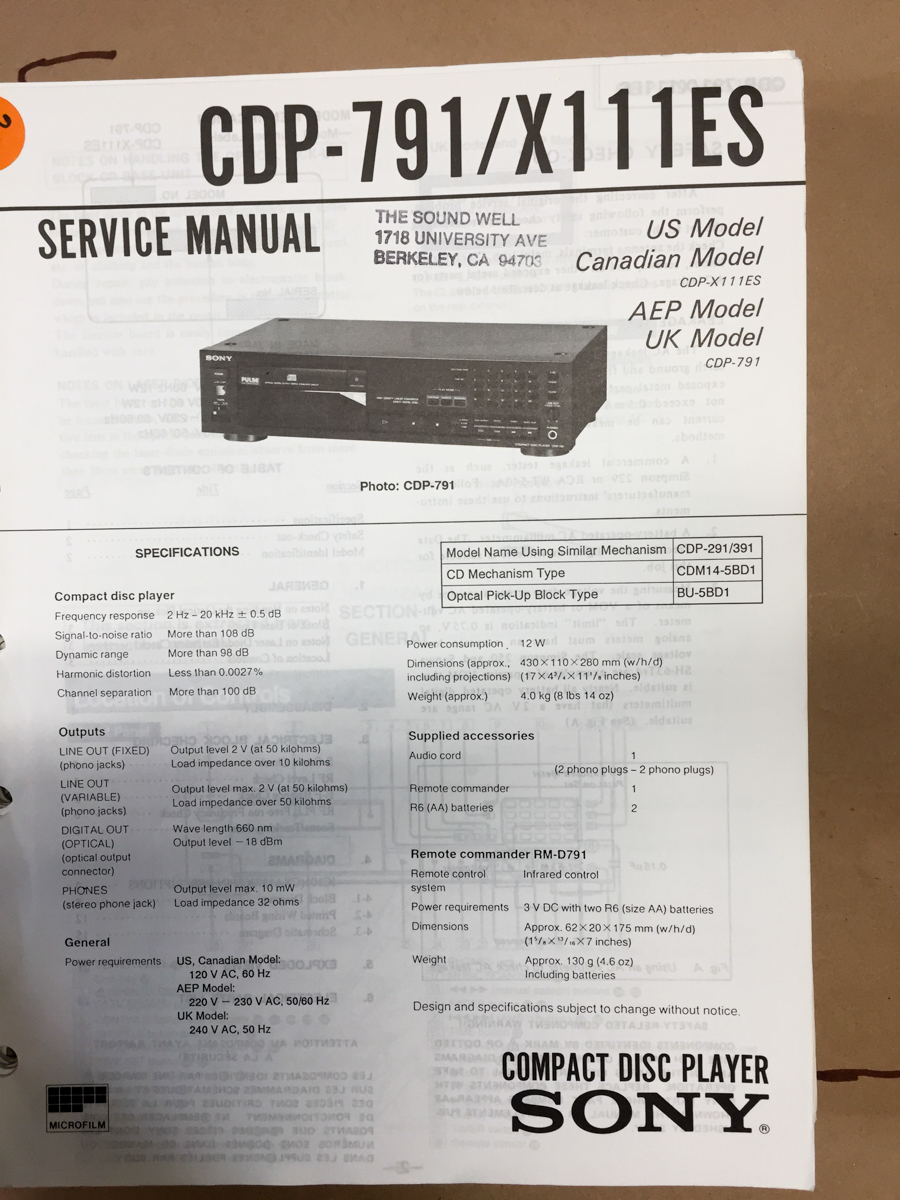 CDP-791/X111ES
SERVICE MANUAL
THE SOUND WELL
1718 UNIVERSITY AVE
BERKELEY, CA 94703
US Model
Canadian Model
CDP-X111ES
AEP Model
UK Model
CDP-791
SONY
PULSE
Photo: CDP-791
SPECIFICATIONS
Model Name Using Similar Mechanism CDP-291/391
CD Mechanism Type CDM14-5BD1
Optcal Pick-Up Block Type BU-5BD1
Compact disc player
Frequency response 2 Hz – 20 kHz ± 0.5 dB
Signal-to-noise ratio More than 108 dB
Dynamic range More than 98 dB
Harmonic distortion Less than 0.0027%
Channel separation More than 100 dB
Outputs
LINE OUT (FIXED) Output level 2 V (at 50 kilohms)
(phono jacks) Load impedance over 10 kilohms
LINE OUT
(VARIABLE) Output level max. 2 V (at 50 kilohms)
(phono jacks) Load impedance over 50 kilohms
DIGITAL OUT Wave length 660 nm
(OPTICAL) Output level –18 dBm
(optical output
connector)
PHONES Output level max. 10 mW
(stereo phone jack) Load impedance 32 ohms
General
Power requirements US, Canadian Model:
120 V AC, 60 Hz
AEP Model:
220 V – 230 V AC, 50/60 Hz
UK Model:
240 V AC, 50 Hz
Power consumption 12 W
Dimensions (approx., 430×110×280 mm (w/h/d)
including projections) (17×4³/₄×11¹/₈ inches)
Weight (approx.) 4.0 kg (8 lbs 14 oz)
Supplied accessories
Audio cord 1
(2 phono plugs – 2 phono plugs)
Remote commander 1
R6 (AA) batteries 2
Remote commander RM-D791
Remote control Infrared control
system
Power requirements 3 V DC with two R6 (size AA) batteries
Dimensions Approx. 62×20×175 mm (w/h/d)
(1⁵/₈×¹³/₁₆×7 inches)
Weight Approx. 130 g (4.6 oz)
Including batteries
Design and specifications subject to change without notice.
MICROFILM
COMPACT DISC PLAYER
SONY®